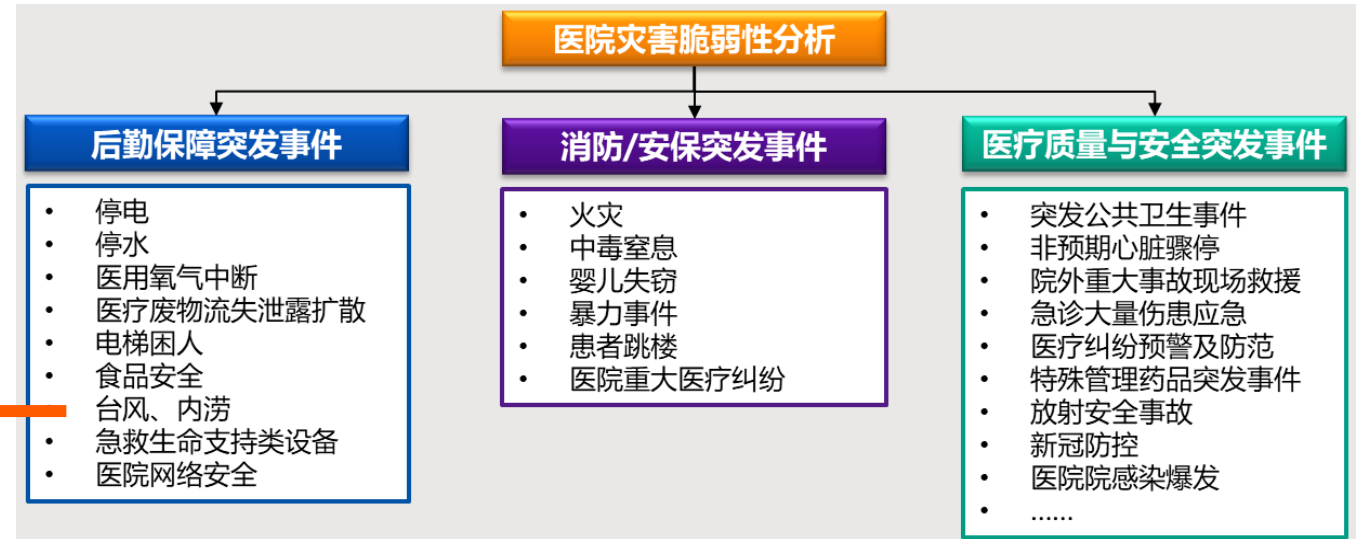 医院灾害脆弱性分析
后勤保障突发事件
• 停电
• 停水
• 医用氧气中断
• 医疗废物流失泄露扩散
• 电梯困人
• 食品安全
台风、内涝
• 急救生命支持类设备
• 医院网络安全
消防/安保突发事件
• 火灾
• 中毒窒息
• 婴儿失窃
• 暴力事件
• 患者跳楼
• 医院重大医疗纠纷
医疗质量与安全突发事件
• 突发公共卫生事件
• 非预期心脏骤停
• 院外重大事故现场救援
• 急诊大量伤患应急
• 医疗纠纷预警及防范
• 特殊管理药品突发事件
• 放射安全事故
• 新冠防控
• 医院院感染爆发
• ……